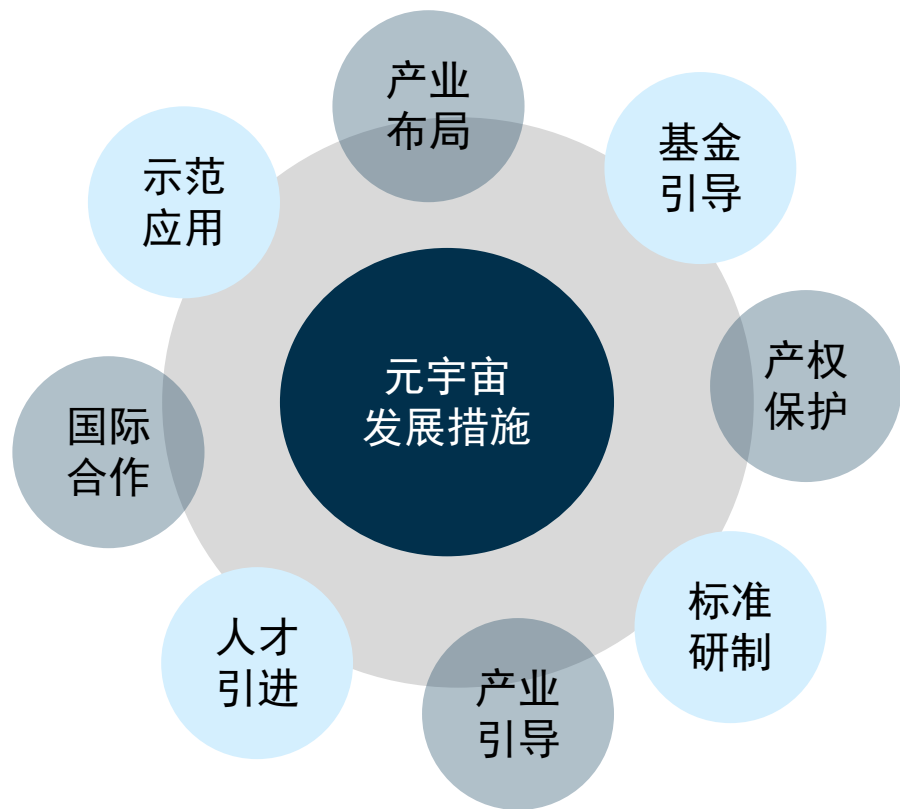 产业
布局
基金
引导
示范
应用
产权
保护
元宇宙
发展措施
国际
合作
标准
研制
人才
引进
产业
引导